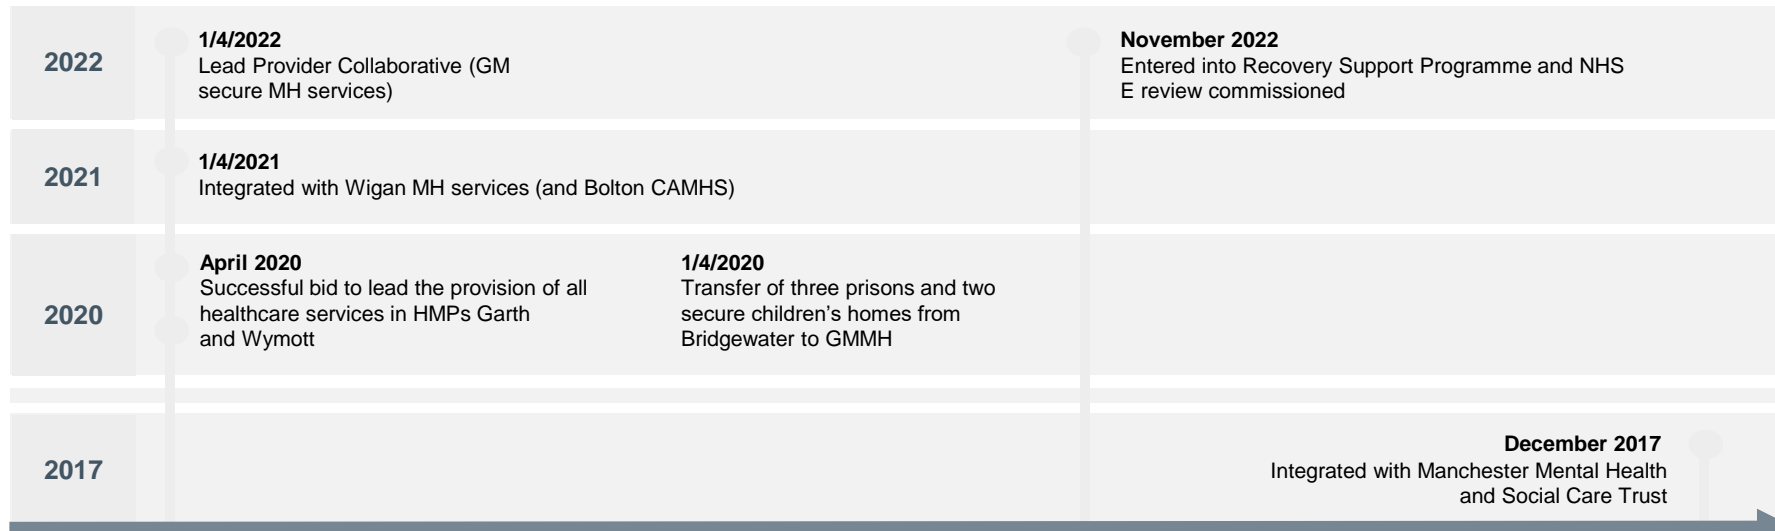 2022
1/4/2022
Lead Provider Collaborative (GM
secure MH services)
November 2022
Entered into Recovery Support Programme and NHS
E review commissioned
2021
1/4/2021
Integrated with Wigan MH services (and Bolton CAMHS)
2020
April 2020
Successful bid to lead the provision of all
healthcare services in HMPs Garth
and Wymott
1/4/2020
Transfer of three prisons and two
secure children’s homes from
Bridgewater to GMMH
2017
December 2017
Integrated with Manchester Mental Health
and Social Care Trust